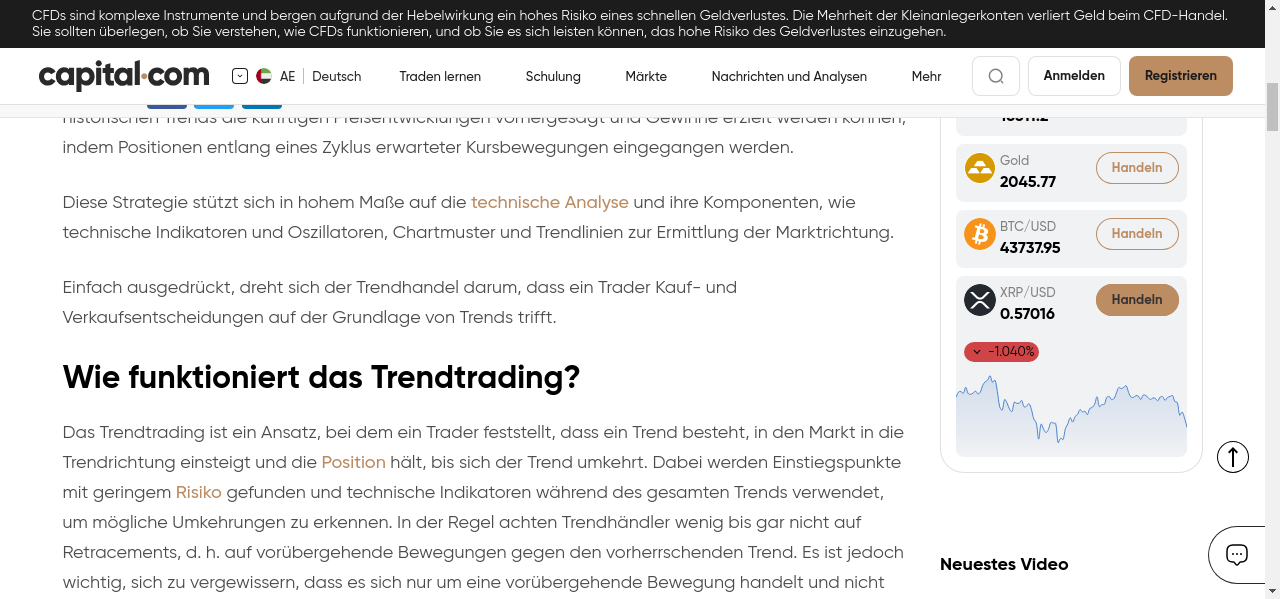 CFDs sind komplexe Instrumente und bergen aufgrund der Hebelwirkung ein hohes Risiko eines schnellen Geldverlustes. Die Mehrheit der Kleinanlegerkonten verliert Geld beim CFD-Handel.
Sie sollten überlegen, ob Sie verstehen, wie CFDs funktionieren, und ob Sie es sich leisten können, das hohe Risiko des Geldverlustes einzugehen.
capital.com
AE Deutsch Traden lernen Schulung Märkte Nachrichten und Analysen Mehr Anmelden Registrieren
historischen Trends die künftigen Preisentwicklungen vorhergesagt und Gewinne erzielt werden können,
indem Positionen entlang eines Zyklus erwarteter Kursbewegungen eingegangen werden.
Diese Strategie stützt sich in hohem Maße auf die technische Analyse und ihre Komponenten, wie
technische Indikatoren und Oszillatoren, Chartmuster und Trendlinien zur Ermittlung der Marktrichtung.
Einfach ausgedrückt, dreht sich der Trendhandel darum, dass ein Trader Kauf- und
Verkaufsentscheidungen auf der Grundlage von Trends trifft.
Wie funktioniert das Trendtrading?
Das Trendtrading ist ein Ansatz, bei dem ein Trader feststellt, dass ein Trend besteht, in den Markt in die
Trendrichtung einsteigt und die Position hält, bis sich der Trend umkehrt. Dabei werden Einstiegspunkte
mit geringem Risiko gefunden und technische Indikatoren während des gesamten Trends verwendet,
um mögliche Umkehrungen zu erkennen. In der Regel achten Trendhändler wenig bis gar nicht auf
Retracements, d. h. auf vorübergehende Bewegungen gegen den vorherrschenden Trend. Es ist jedoch
wichtig, sich zu vergewissern, dass es sich nur um eine vorübergehende Bewegung handelt und nicht
Gold
2045.77
Handeln
BTC/USD
43737.95
Handeln
XRP/USD
0.57016
Handeln
-1.040%
Neuestes Video